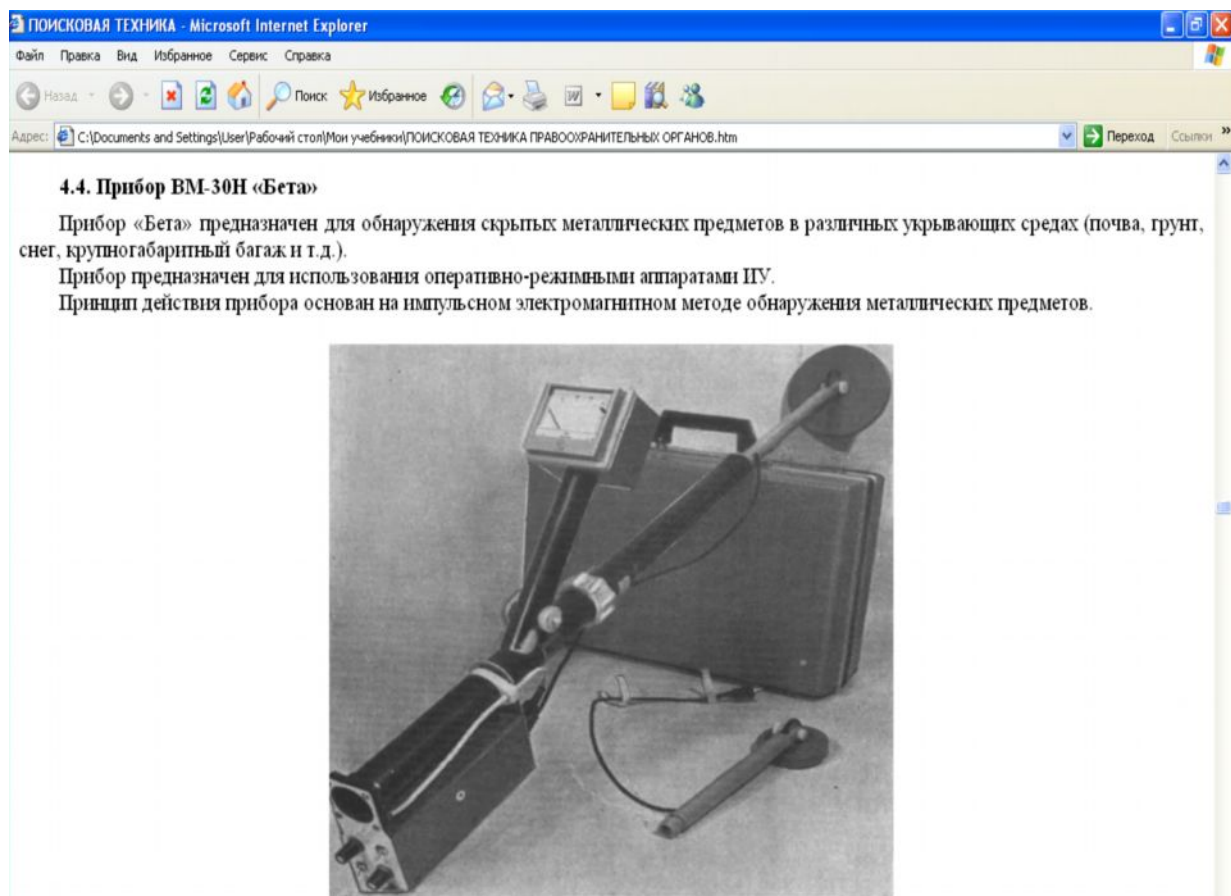 ПОИСКОВАЯ ТЕХНИКА - Microsoft Internet Explorer
Файл Правка Вид Избранное Сервис Справка
Назад Поиск Избранное
Адрес: C:\Documents and Settings\User\Рабочий стол\Мои учебники\ПОИСКОВАЯ ТЕХНИКА ПРАВООХРАНИТЕЛЬНЫХ ОРГАНОВ.htm Переход Ссылки »
4.4. Прибор ВМ-30Н «Бета»
Прибор «Бета» предназначен для обнаружения скрытых металлических предметов в различных укрывающих средах (почва, грунт,
снег, крупногабаритный багаж и т.д.).
Прибор предназначен для использования оперативно-режимными аппаратами ИУ.
Принцип действия прибора основан на импульсном электромагнитном методе обнаружения металлических предметов.